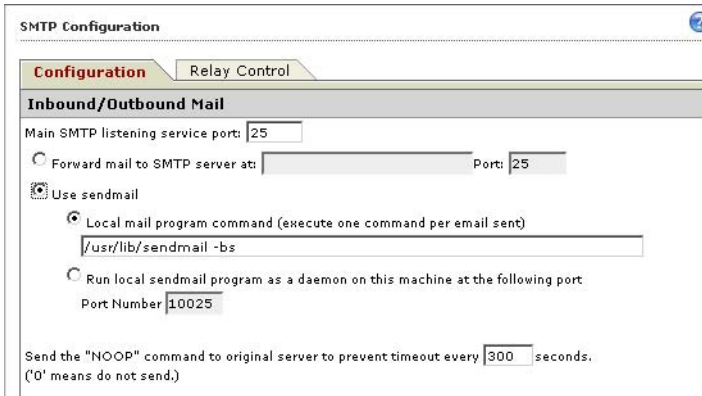 SMTP Configuration
Configuration Relay Control
Inbound/Outbound Mail
Main SMTP listening service port: 25
Forward mail to SMTP server at: Port: 25
Use sendmail
Local mail program command (execute one command per email sent)
/usr/lib/sendmail -bs
Run local sendmail program as a daemon on this machine at the following port
Port Number 10025
Send the "NOOP" command to original server to prevent timeout every 300 seconds.
('0' means do not send.)